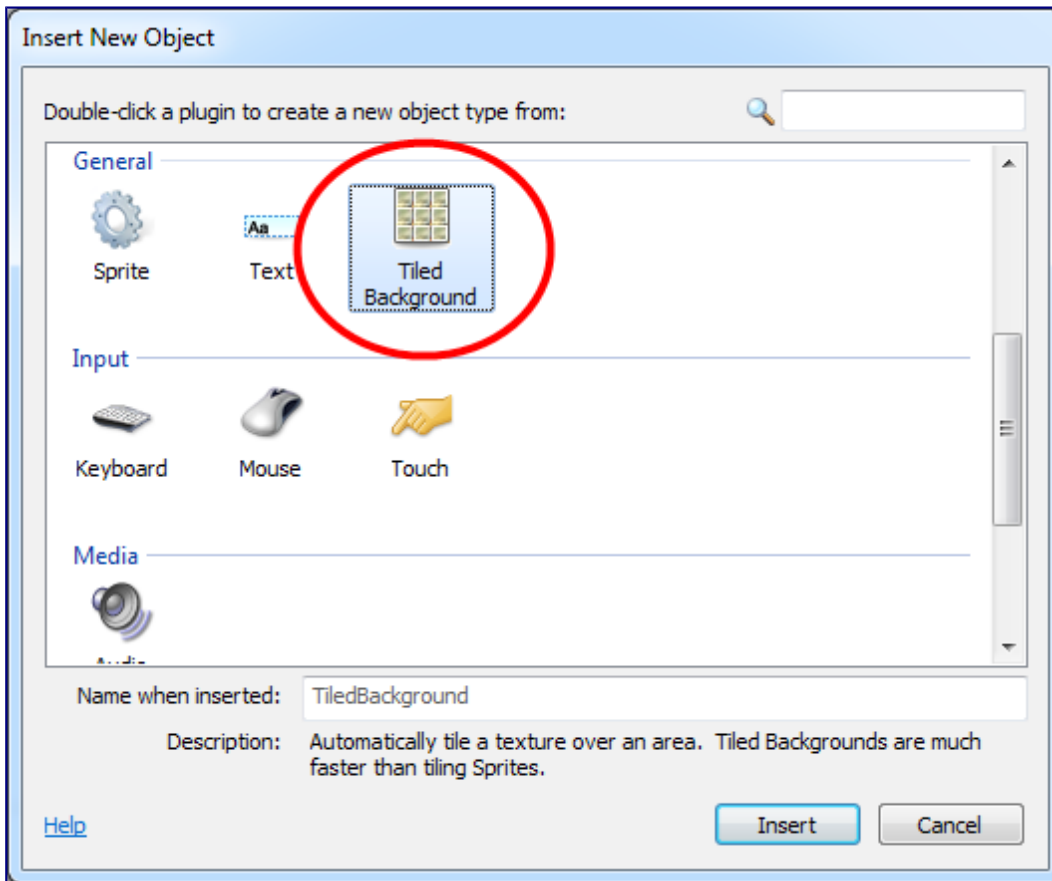 Insert New Object
Double-click a plugin to create a new object type from:
General
Aa
Sprite
Text
Tiled
Background
Input
Keyboard
Mouse
Touch
Media
Name when inserted:
TiledBackground
Description:
Automatically tile a texture over an area. Tiled Backgrounds are much
faster than tiling Sprites.
Help
Insert
Cancel